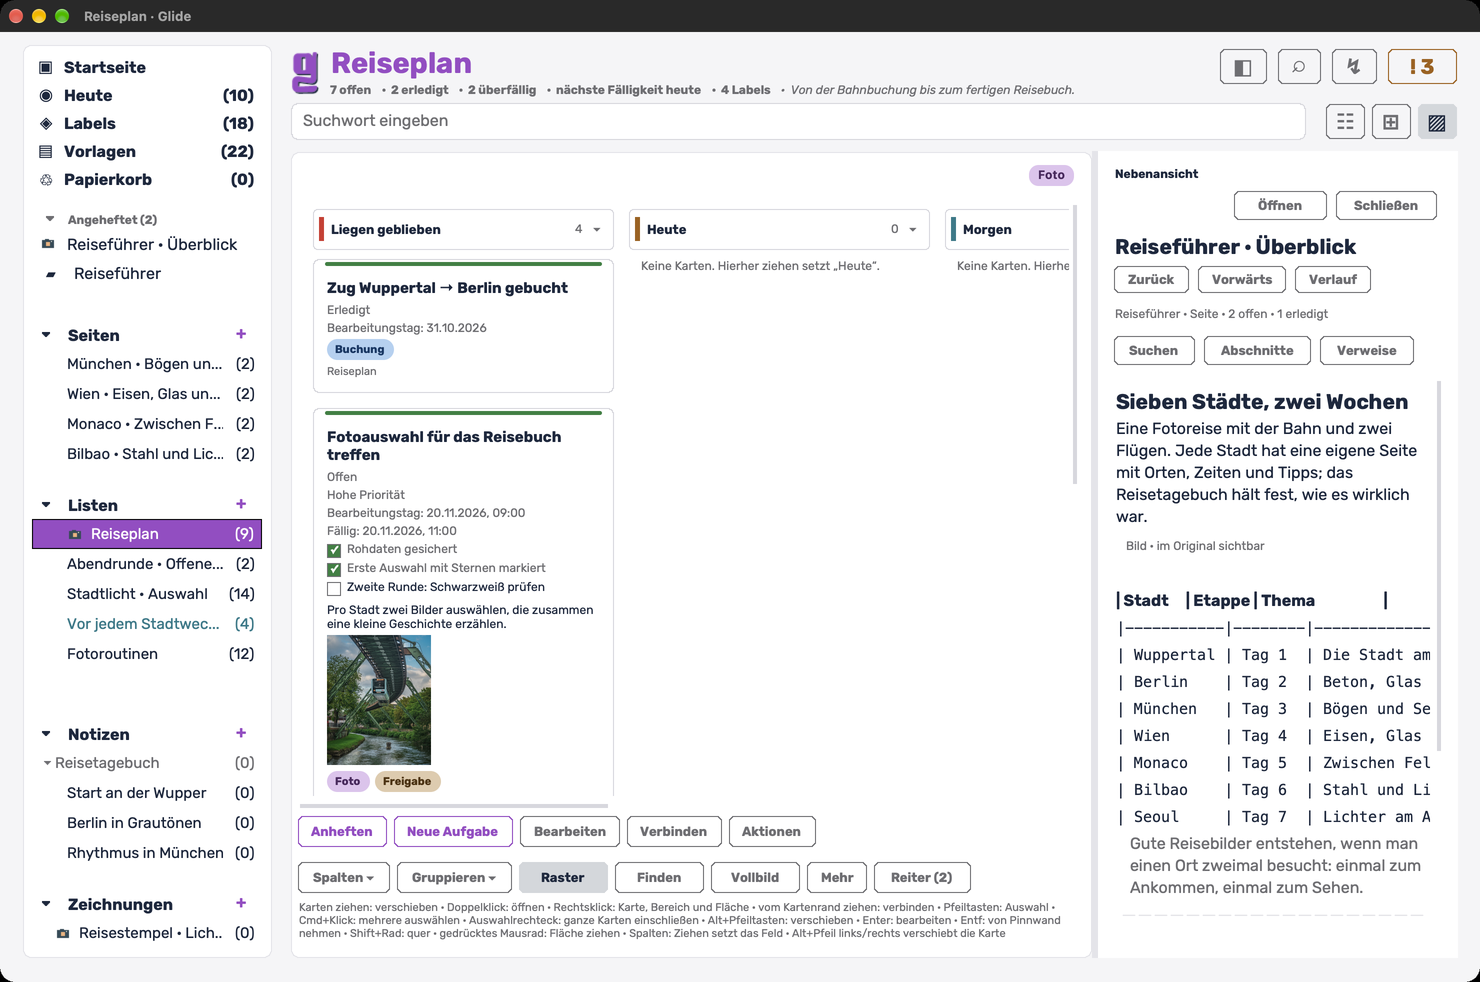 Reiseplan · Glide
Startseite
Heute (10)
Labels (18)
Vorlagen (22)
Papierkorb (0)
Angeheftet (2)
Reiseführer • Überblick
Reiseführer
Seiten +
München • Bögen un... (2)
Wien • Eisen, Glas un... (2)
Monaco • Zwischen F... (2)
Bilbao • Stahl und Lic... (2)
Listen +
Reiseplan (9)
Abendrunde • Offene... (2)
Stadtlicht • Auswahl (14)
Vor jedem Stadtwec... (4)
Fotoroutinen (12)
Notizen +
Reisetagebuch (0)
Start an der Wupper (0)
Berlin in Grautönen (0)
Rhythmus in München (0)
Zeichnungen +
Reisestempel • Lich.. (0)
g Reiseplan
7 offen • 2 erledigt • 2 überfällig • nächste Fälligkeit heute • 4 Labels • Von der Bahnbuchung bis zum fertigen Reisebuch.
! 3
Suchwort eingeben
Foto
Liegen geblieben 4
Zug Wuppertal → Berlin gebucht
Erledigt
Bearbeitungstag: 31.10.2026
Buchung
Reiseplan
Fotoauswahl für das Reisebuch
treffen
Offen
Hohe Priorität
Bearbeitungstag: 20.11.2026, 09:00
Fällig: 20.11.2026, 11:00
Rohdaten gesichert
Erste Auswahl mit Sternen markiert
Zweite Runde: Schwarzweiß prüfen
Pro Stadt zwei Bilder auswählen, die zusammen
eine kleine Geschichte erzählen.
Foto Freigabe
Heute 0
Keine Karten. Hierher ziehen setzt „Heute“.
Morgen
Keine Karten. Hierhe
Anheften Neue Aufgabe Bearbeiten Verbinden Aktionen
Spalten Gruppieren Raster Finden Vollbild Mehr Reiter (2)
Karten ziehen: verschieben • Doppelklick: öffnen • Rechtsklick: Karte, Bereich und Fläche • vom Kartenrand ziehen: verbinden • Pfeiltasten: Auswahl •
Cmd+Klick: mehrere auswählen • Auswahlrechteck: ganze Karten einschließen • Alt+Pfeiltasten: verschieben • Enter: bearbeiten • Entf: von Pinnwand
nehmen • Shift+Rad: quer • gedrücktes Mausrad: Fläche ziehen • Spalten: Ziehen setzt das Feld • Alt+Pfeil links/rechts verschiebt die Karte
Nebenansicht
Öffnen Schließen
Reiseführer • Überblick
Zurück Vorwärts Verlauf
Reiseführer • Seite • 2 offen • 1 erledigt
Suchen Abschnitte Verweise
Sieben Städte, zwei Wochen
Eine Fotoreise mit der Bahn und zwei
Flügen. Jede Stadt hat eine eigene Seite
mit Orten, Zeiten und Tipps; das
Reisetagebuch hält fest, wie es wirklich
war.
Bild • im Original sichtbar
| Stadt | Etappe | Thema |
|-----------|--------|-------------
| Wuppertal | Tag 1 | Die Stadt am
| Berlin | Tag 2 | Beton, Glas
| München | Tag 3 | Bögen und Se
| Wien | Tag 4 | Eisen, Glas
| Monaco | Tag 5 | Zwischen Fel
| Bilbao | Tag 6 | Stahl und Li
| Seoul | Tag 7 | Lichter am A
Gute Reisebilder entstehen, wenn man
einen Ort zweimal besucht: einmal zum
Ankommen, einmal zum Sehen.